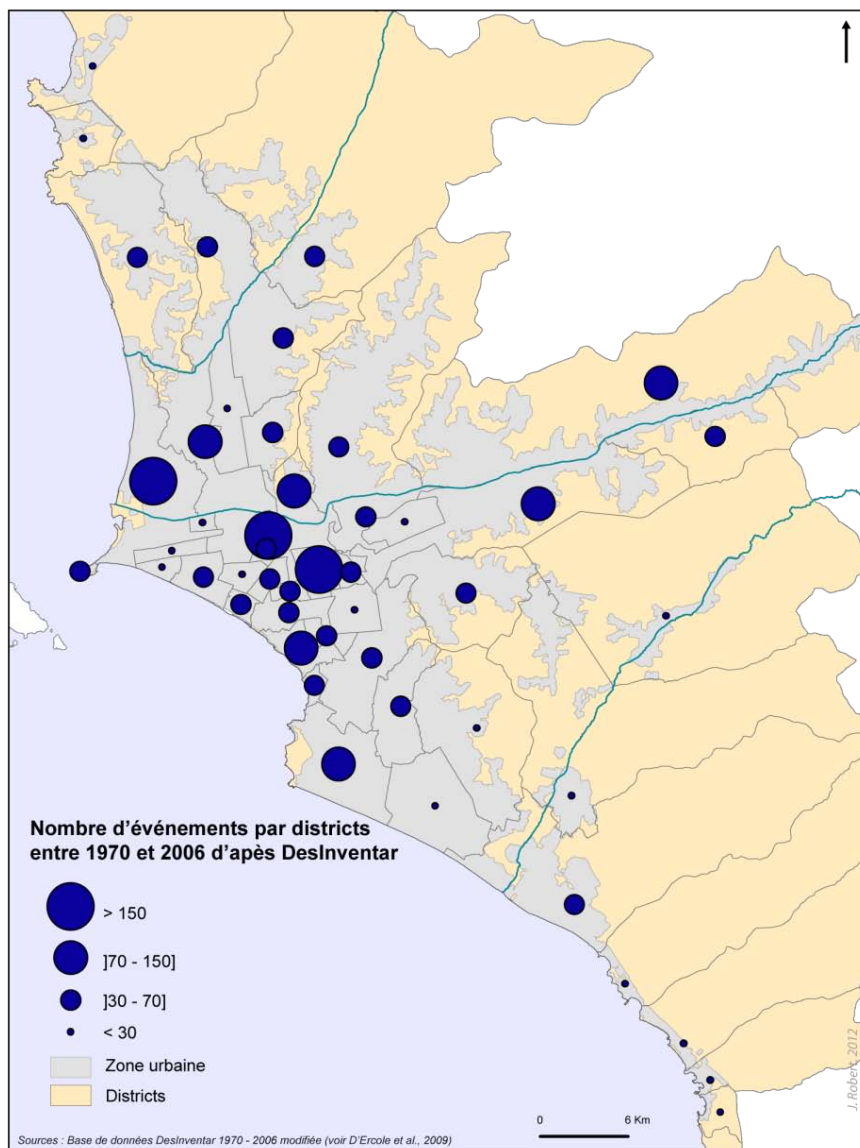 Nombre d'événements par districts
entre 1970 et 2006 d'apès DesInventar
> 150
]70 - 150]
]30 - 70]
< 30
Zone urbaine
Districts
0 6 Km
J. Robert, 2012
Sources : Base de données DesInventar 1970 - 2006 modifiée (voir D'Ercole et al., 2009)